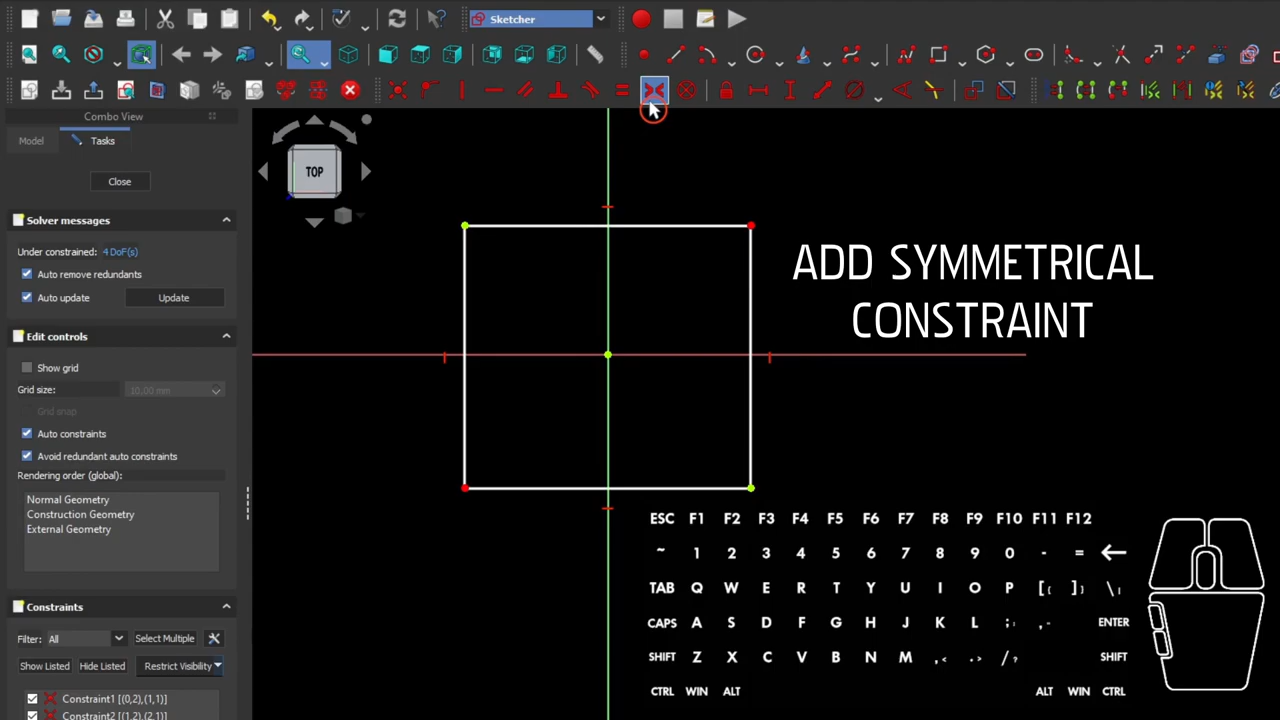 Sketcher
Combo View
Model
Tasks
Close
Solver messages
Under constrained: 4 DoF(s)
Auto remove redundants
Auto update
Update
Edit controls
Show grid
Grid size:
10.00 mm
Grid snap
Auto constraints
Avoid redundant auto constraints
Rendering order (global):
Normal Geometry
Construction Geometry
External Geometry
Constraints
Filter: All
Select Multiple
Show Listed
Hide Listed
Restrict Visibility
Constraint1 [(0,2),(1,1)]
Constraint2 [(1,2),(2,1)]
TOP
ADD SYMMETRICAL
CONSTRAINT
ESC F1 F2 F3 F4 F5 F6 F7 F8 F9 F10 F11 F12
~ 1 2 3 4 5 6 7 8 9 0 - = ←
TAB Q W E R T Y U I O P [{ ]} \|
CAPS A S D F G H J K L ;: ,- ENTER
SHIFT Z X C V B N M ,< .> /? SHIFT
CTRL WIN ALT ALT WIN CTRL